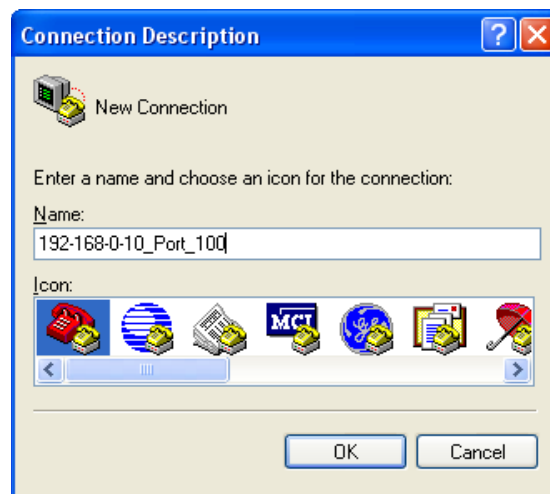 Connection Description
?
New Connection
Enter a name and choose an icon for the connection:
Name:
192-168-0-10_Port_100
Icon:
MCI
OK Cancel